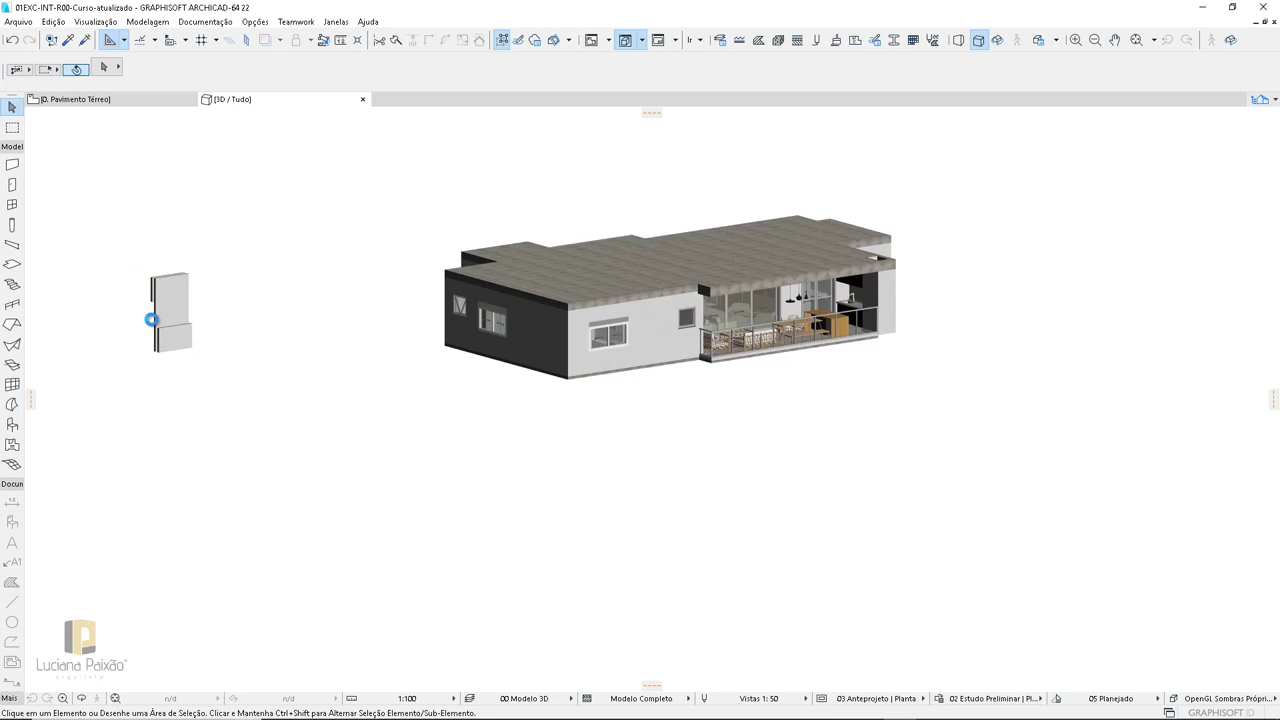 01EXC-INT-R00-Curso-atualizado - GRAPHISOFT ARCHICAD-64 22
Arquivo Edição Visualização Modelagem Documentação Opções Teamwork Janelas Ajuda
[0. Pavimento Térreo] [3D / Tudo]
Model
Docun
Luciana Paixão
arquiteta
Mais n/d n/d 1:100 00 Modelo 3D Modelo Completo Vistas 1: 50 03 Anteprojeto | Planta 02 Estudo Preliminar | Pl... 05 Planejado OpenGL Sombras Própri...
Clique em um Elemento ou Desenhe uma Área de Seleção. Clicar e Mantenha Ctrl+Shift para Alternar Seleção Elemento/Sub-Elemento. GRAPHISOFT ID